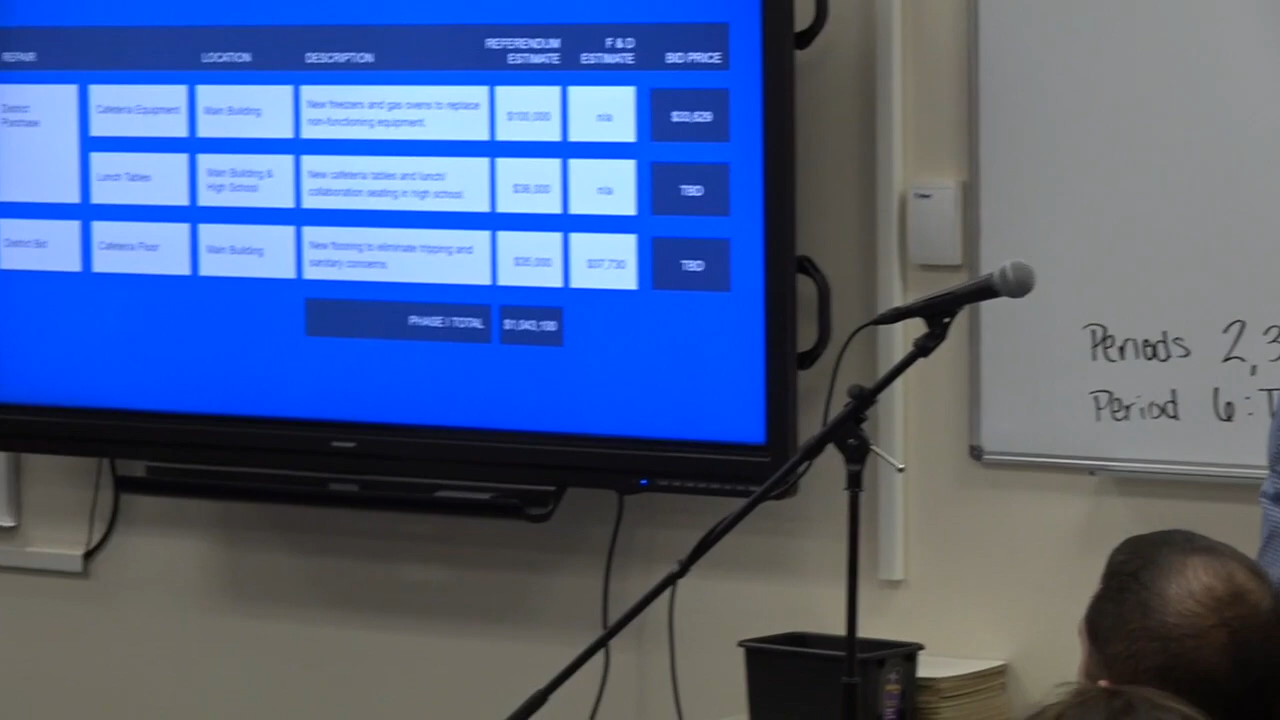 REPAIR LOCATION DESCRIPTION REFERENDUM ESTIMATE F&D ESTIMATE BID PRICE
District Purchase
Cafeteria Equipment
Main Building
New freezers and gas ovens to replace
non-functioning equipment.
$100,000
n/a
Lunch Tables
Main Building &
High School
New cafeteria tables and lunch/
collaboration seating in high school.
n/a
TBD
District Bid
Cafeteria Floor
Main Building
New flooring to eliminate tripping and
sanitary concerns.
TBD
PHASE I TOTAL
Periods 2,3
Period 6: T